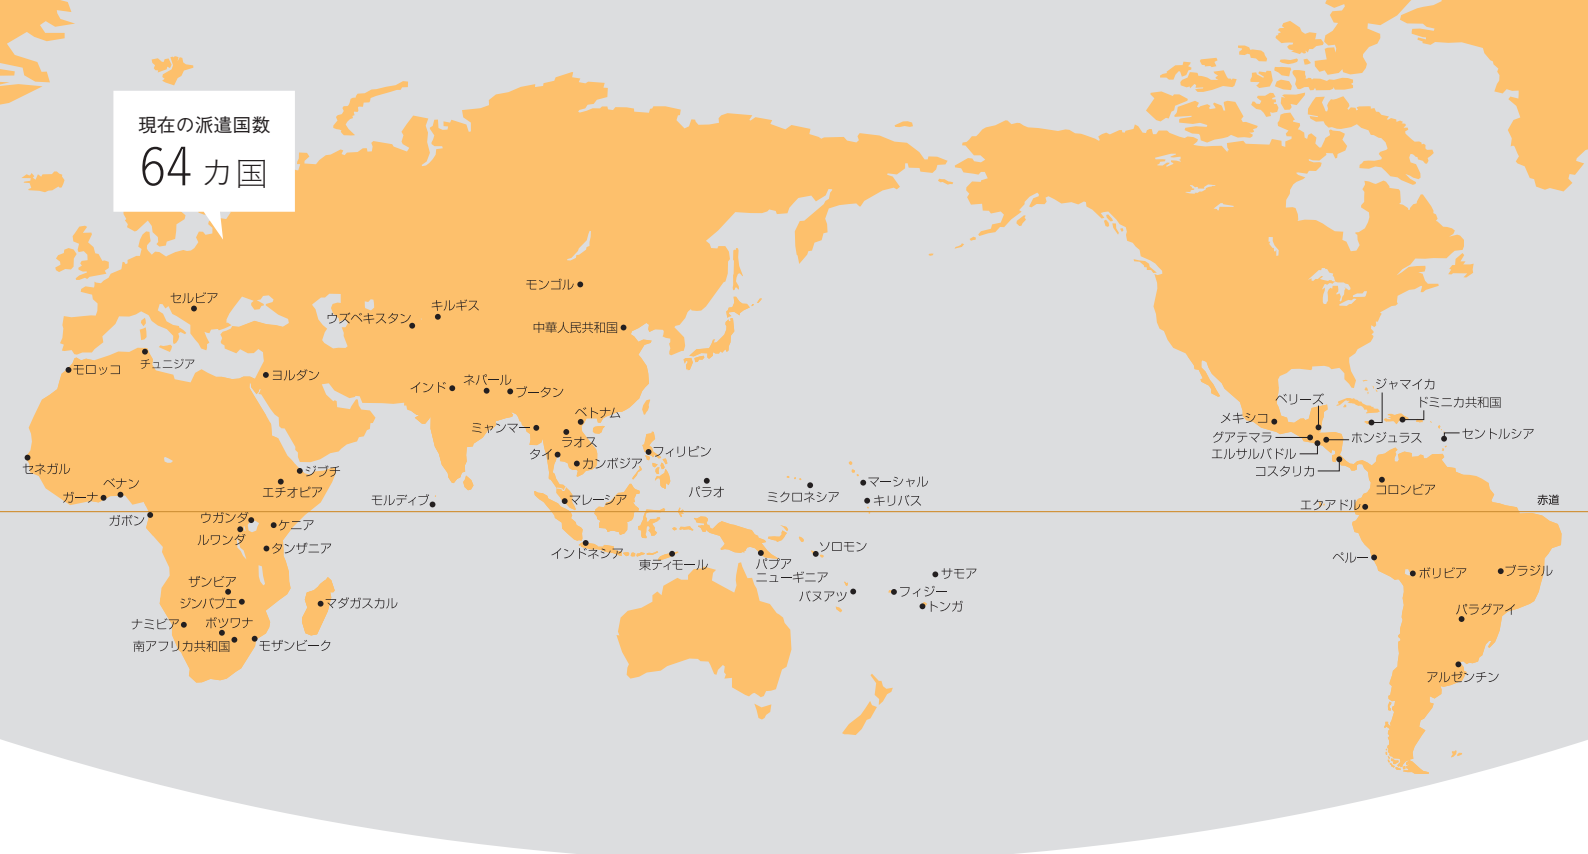 現在の派遣国数
64 カ国
セルビア
モロッコ
チュニジア
ヨルダン
ウズベキスタン
キルギス
モンゴル
中華人民共和国
インド
ネパール
ブータン
ミャンマー
ベトナム
ラオス
タイ
カンボジア
フィリピン
セネガル
ガーナ
ベナン
ガボン
ジブチ
エチオピア
ウガンダ
ケニア
ルワンダ
タンザニア
ザンビア
ジンバブエ
ナミビア
ボツワナ
南アフリカ共和国
モザンビーク
マダガスカル
モルディブ
マレーシア
インドネシア
東ティモール
パラオ
ミクロネシア
マーシャル
キリバス
パプア
ニューギニア
ソロモン
バヌアツ
サモア
フィジー
トンガ
メキシコ
ベリーズ
グアテマラ
エルサルバドル
コスタリカ
ホンジュラス
ジャマイカ
ドミニカ共和国
セントルシア
コロンビア
エクアドル
赤道
ペルー
ボリビア
ブラジル
パラグアイ
アルゼンチン